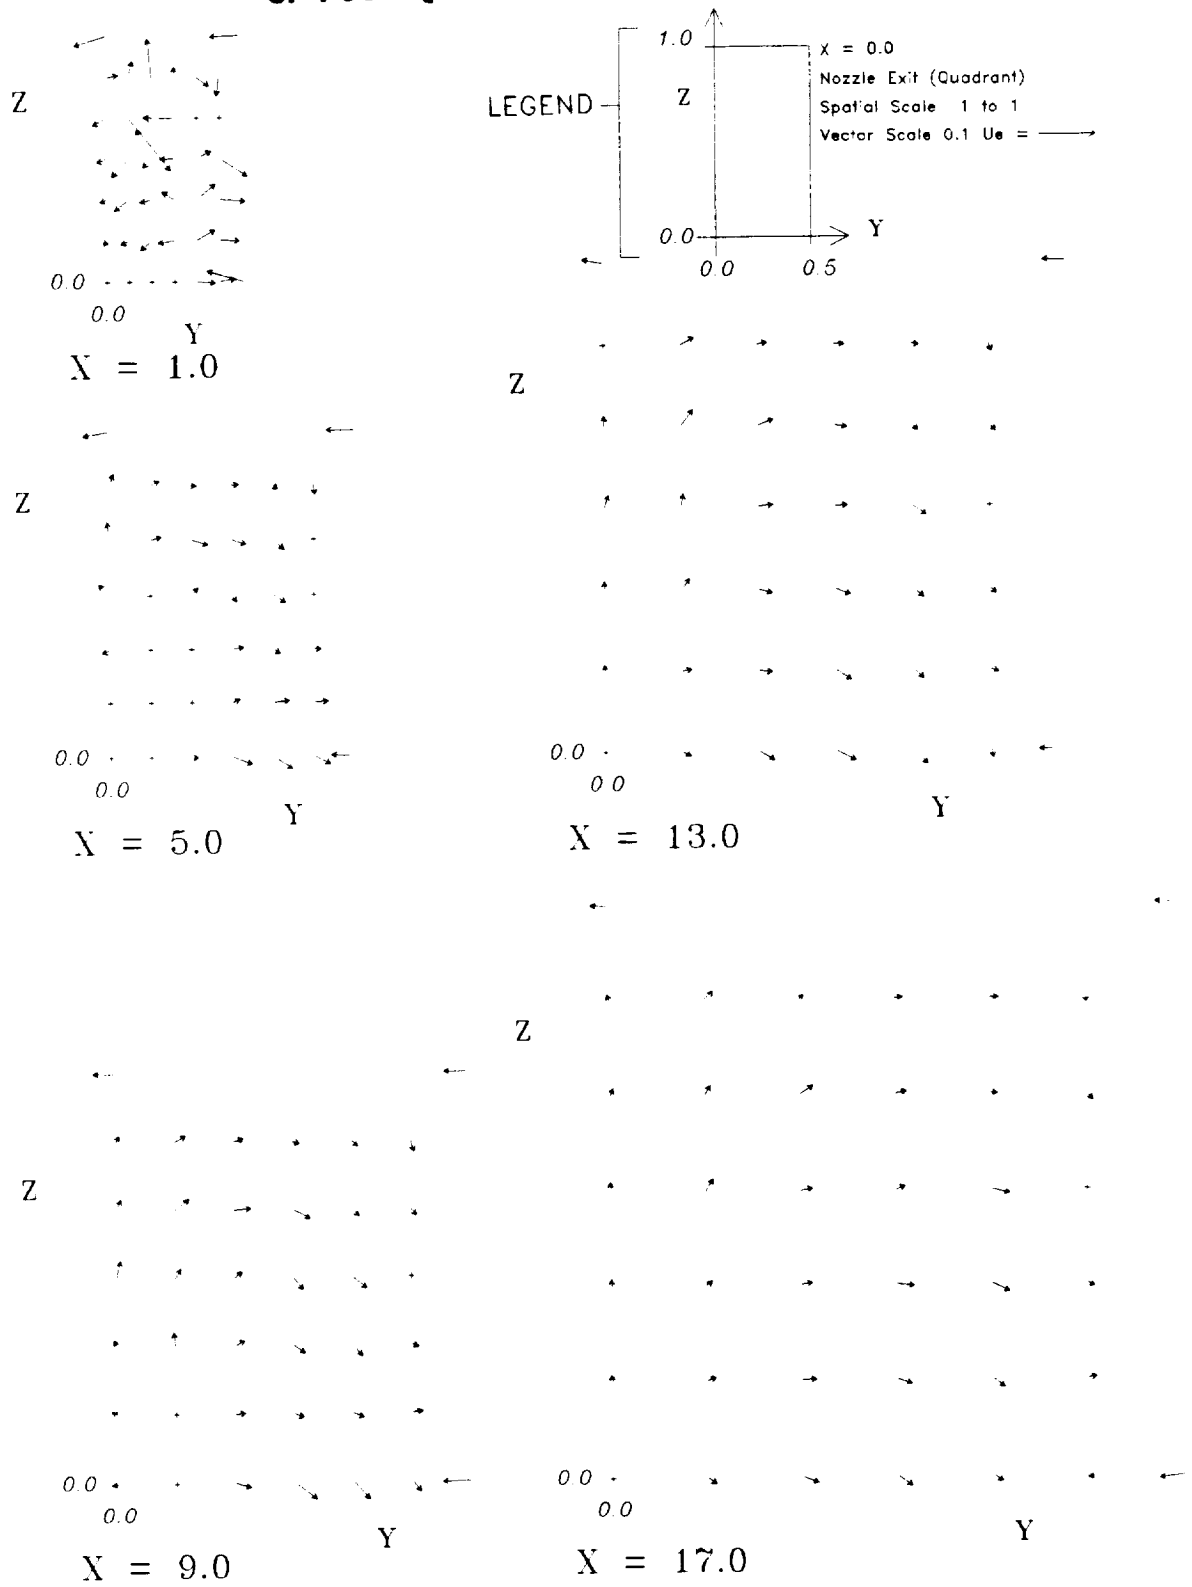 1.0
X = 0.0
Nozzle Exit (Quadrant)
LEGEND
Z
Spatial Scale 1 to 1
Vector Scale 0.1 Ue =
0.0
Y
0.0
0.5
Z
0.0
0.0
Y
X = 1.0
Z
0.0
0.0
Y
X = 5.0
Z
0.0
0 0
Y
X = 13.0
Z
0.0
0.0
Y
X = 9.0
Z
0 0
0.0
Y
X = 17.0